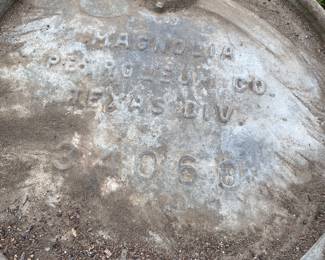 MAGNOLIA
PETROLEUM CO.
TEXAS DIV.